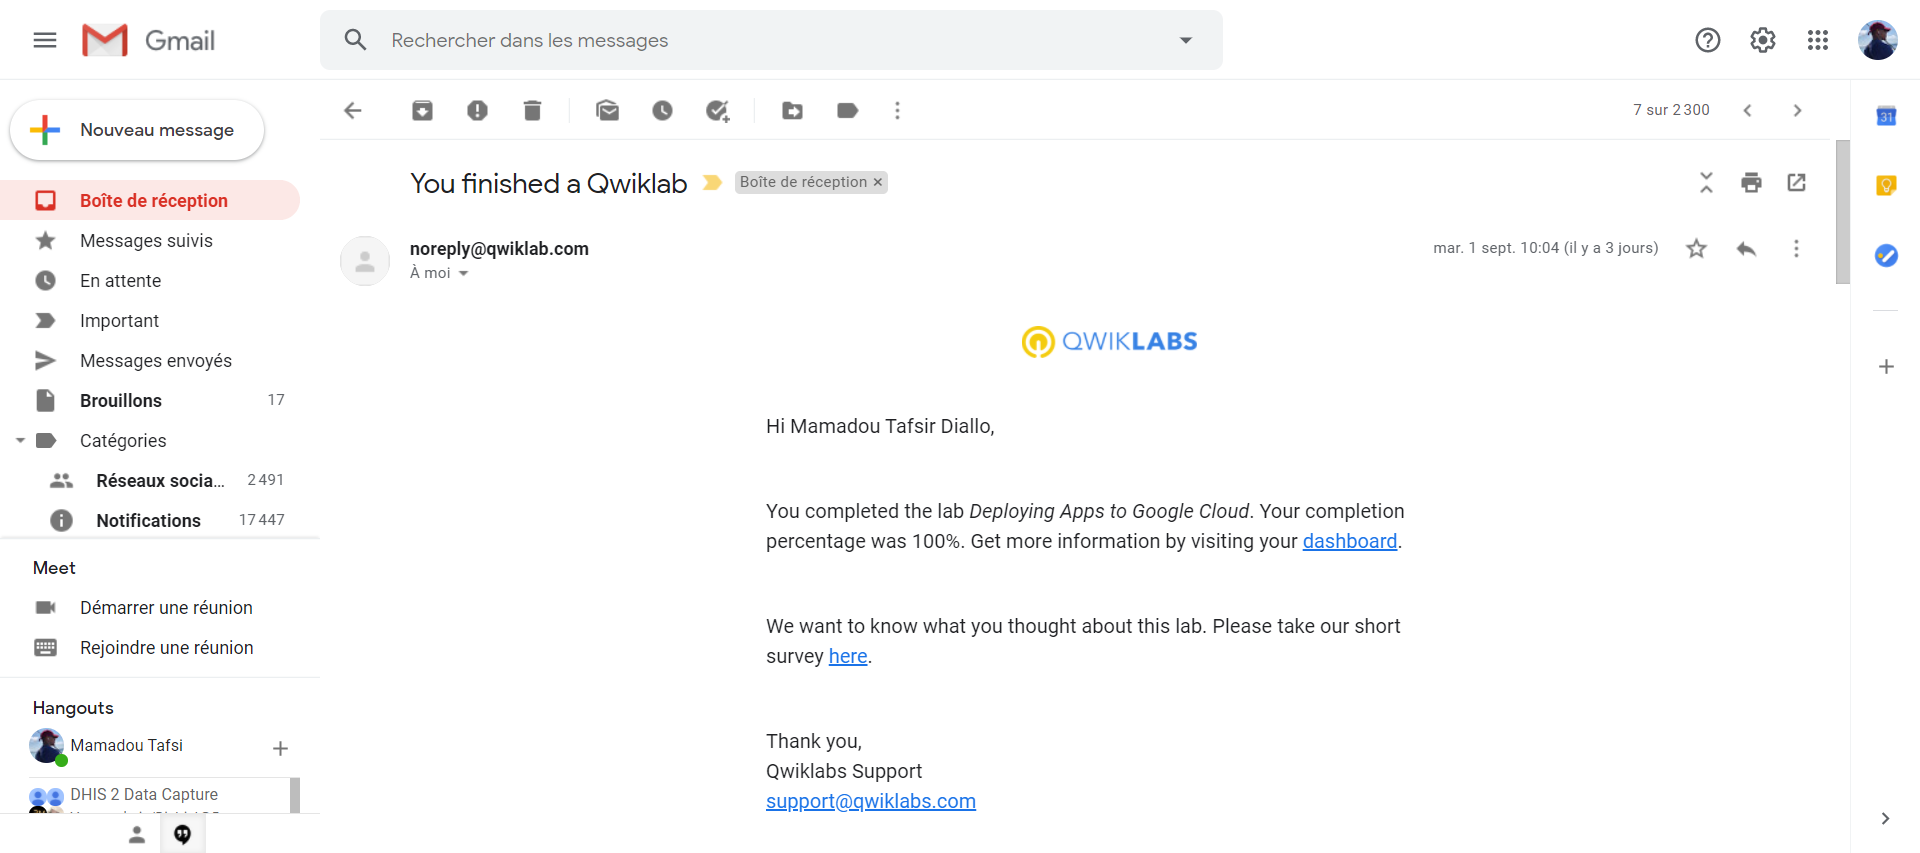 Gmail
Rechercher dans les messages
Nouveau message
7 sur 2 300
Boîte de réception
Messages suivis
En attente
Important
Messages envoyés
Brouillons 17
Catégories
Réseaux socia... 2 491
Notifications 17 447
Meet
Démarrer une réunion
Rejoindre une réunion
Hangouts
Mamadou Tafsi
DHIS 2 Data Capture
You finished a Qwiklab
Boîte de réception
noreply@qwiklab.com
mar. 1 sept. 10:04 (il y a 3 jours)
À moi
QWIKLABS
Hi Mamadou Tafsir Diallo,
You completed the lab Deploying Apps to Google Cloud. Your completion
percentage was 100%. Get more information by visiting your dashboard.
We want to know what you thought about this lab. Please take our short
survey here.
Thank you,
Qwiklabs Support
support@qwiklabs.com
31